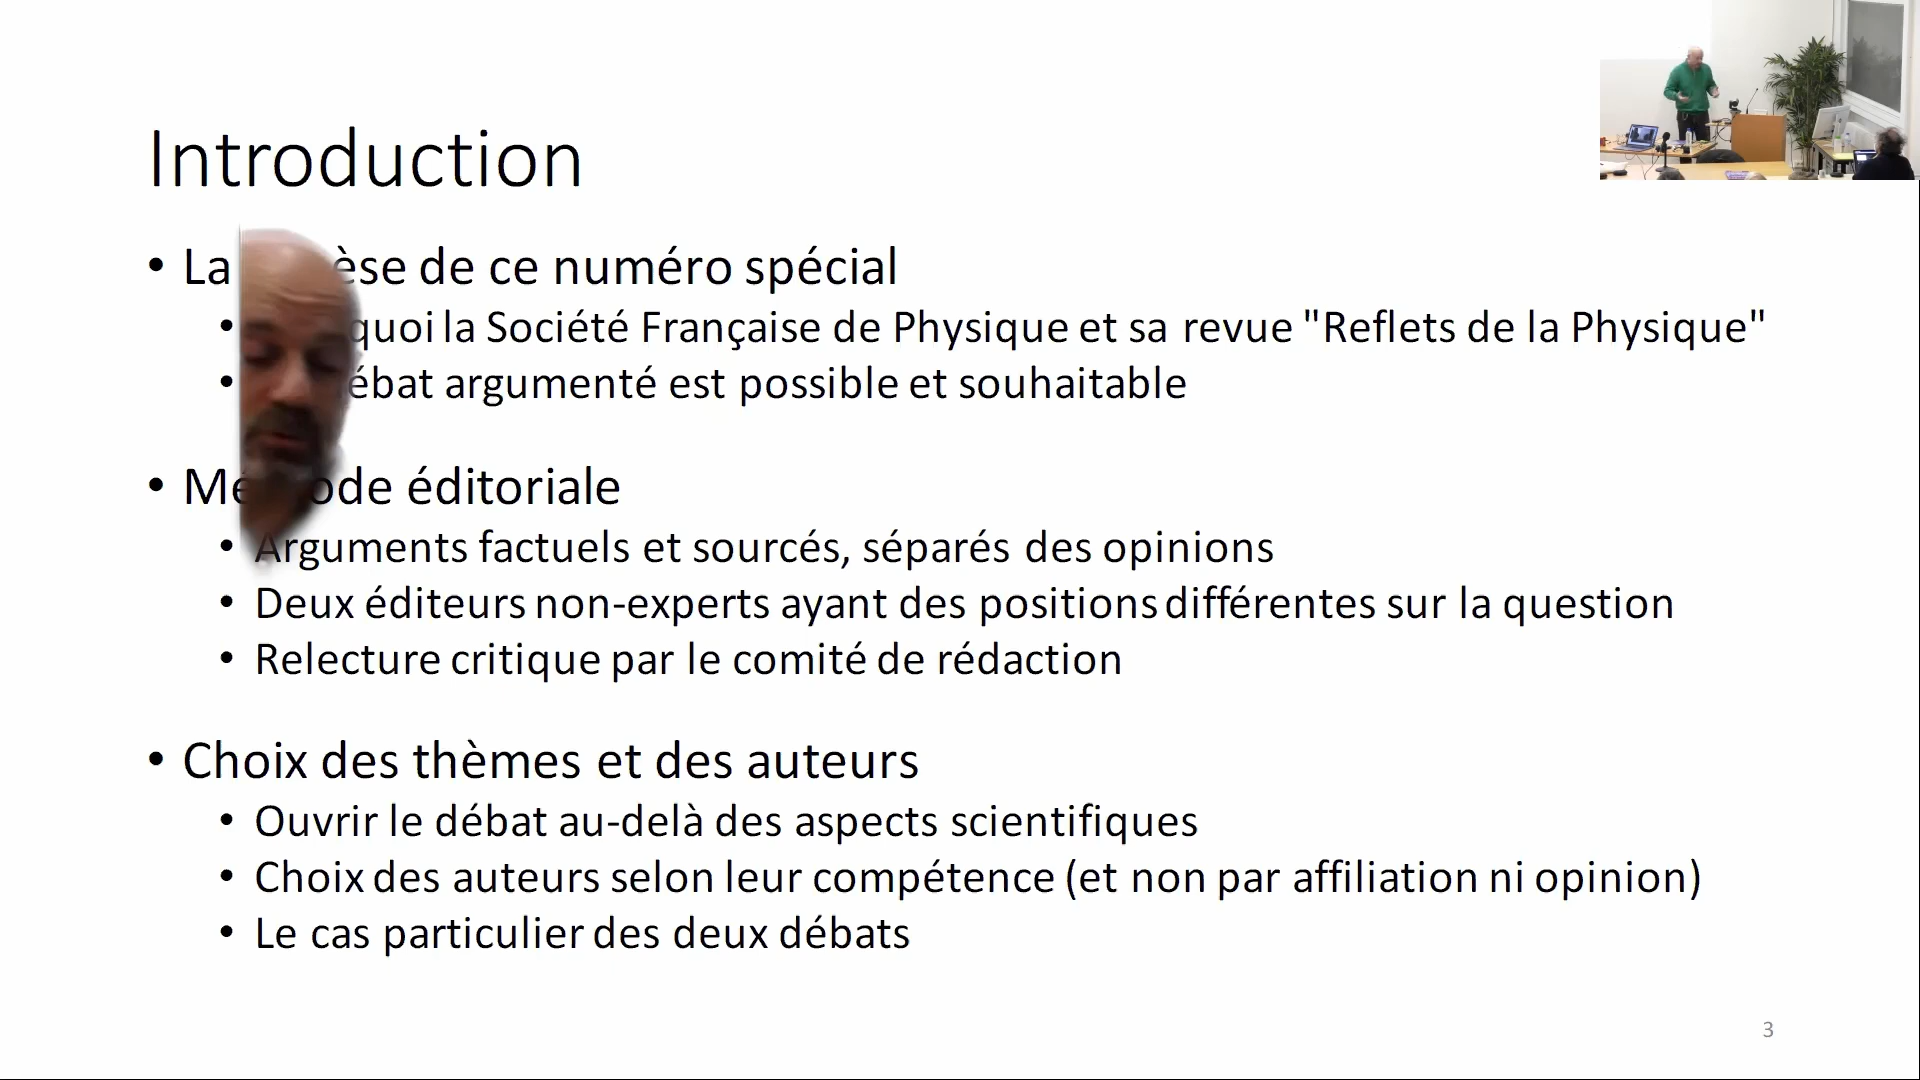 Introduction
• La èse de ce numéro spécial
• quoi la Société Française de Physique et sa revue "Reflets de la Physique"
• ébat argumenté est possible et souhaitable
• Mé ode éditoriale
• Arguments factuels et sourcés, séparés des opinions
• Deux éditeurs non-experts ayant des positions différentes sur la question
• Relecture critique par le comité de rédaction
• Choix des thèmes et des auteurs
• Ouvrir le débat au-delà des aspects scientifiques
• Choix des auteurs selon leur compétence (et non par affiliation ni opinion)
• Le cas particulier des deux débats
3